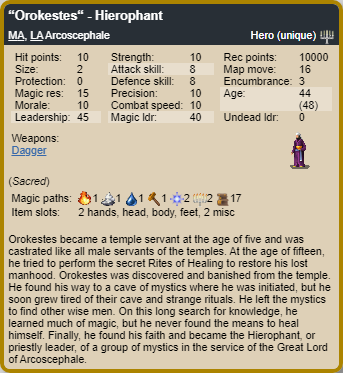 “Orokestes“ - Hierophant
MA, LA Arcoscephale Hero (unique)
Hit points: 10 Strength: 10 Rec points: 10000
Size: 2 Attack skill: 8 Map move: 16
Protection: 0 Defence skill: 8 Encumbrance: 3
Magic res: 15 Precision: 10 Age: 44
Morale: 10 Combat speed: 10 (48)
Leadership: 45 Magic ldr: 40 Undead ldr: 0
Weapons:
Dagger
(Sacred)
Magic paths: 1 1 1 1 2 2 17
Item slots: 2 hands, head, body, feet, 2 misc
Orokestes became a temple servant at the age of five and was
castrated like all male servants of the temples. At the age of fifteen,
he tried to perform the secret Rites of Healing to restore his lost
manhood. Orokestes was discovered and banished from the temple.
He found his way to a cave of mystics where he was initiated, but he
soon grew tired of their cave and strange rituals. He left the mystics
to find other wise men. On this long search for knowledge, he
learned much of magic, but he never found the means to heal
himself. Finally, he found his faith and became the Hierophant, or
priestly leader, of a group of mystics in the service of the Great Lord
of Arcoscephale.